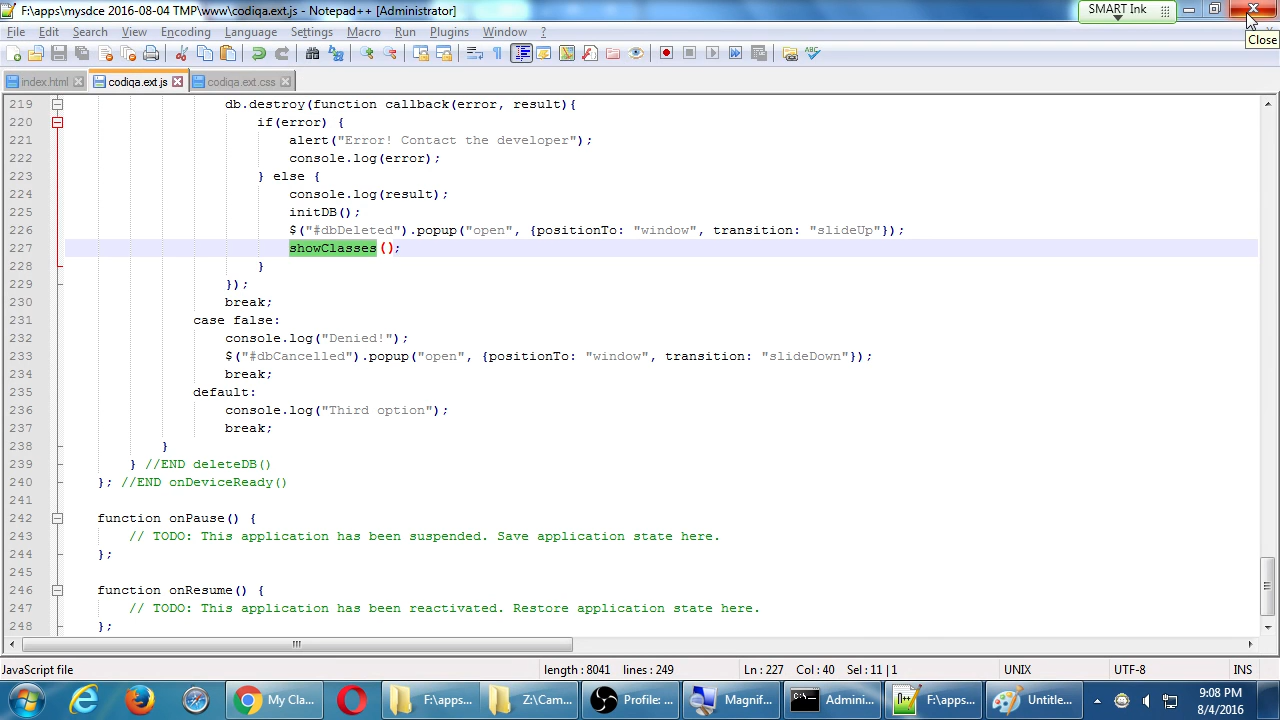 F:\apps\mysdce 2016-08-04 TMP\www\codiqa.ext.js - Notepad++ [Administrator]
SMART Ink
File Edit Search View Encoding Language Settings Macro Run Plugins Window ?
Close
index.html codiqa.ext.js codiqa.ext.css
219 db.destroy(function callback(error, result){
220 if(error) {
221 alert("Error! Contact the developer");
222 console.log(error);
223 } else {
224 console.log(result);
225 initDB();
226 $("#dbDeleted").popup("open", {positionTo: "window", transition: "slideUp"});
227 showClasses();
228 }
229 });
230 break;
231 case false:
232 console.log("Denied!");
233 $("#dbCancelled").popup("open", {positionTo: "window", transition: "slideDown"});
234 break;
235 default:
236 console.log("Third option");
237 break;
238 }
239 } //END deleteDB()
240 }; //END onDeviceReady()
241
242 function onPause() {
243 // TODO: This application has been suspended. Save application state here.
244 };
245
246 function onResume() {
247 // TODO: This application has been reactivated. Restore application state here.
248 };
JavaScript file length : 8041 lines : 249 Ln : 227 Col : 40 Sel : 11 | 1 UNIX UTF-8 INS
My Cla... F:\apps... Z:\Cam... Profile: ... Magnif... Admini... F:\apps... Untitle...
9:08 PM
8/4/2016